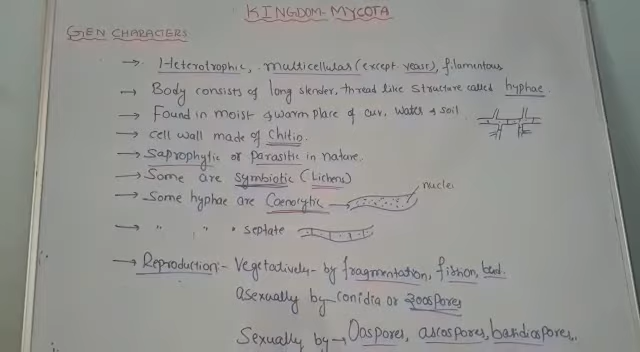 KINGDOM-MYCOTA
GEN CHARACTERS
→ Heterotrophic, multicellular (except yease), filamentous
→ Body consists of long slender, thread like structure called hyphae.
→ Found in moist & warm place of air, water & soil.
→ cell wall made of Chitin.
→ Saprophytic or Parasitic in nature.
→ Some are symbiotic (Lichens)
→ Some hyphae are Coenocytic → nuclei
→ " " " septate
→ Reproduction:- Vegetatively - by fragmentation, fission, bud.
asexually by - conidia or zoospores
Sexually by → Oospores, ascospores, basidiospores..